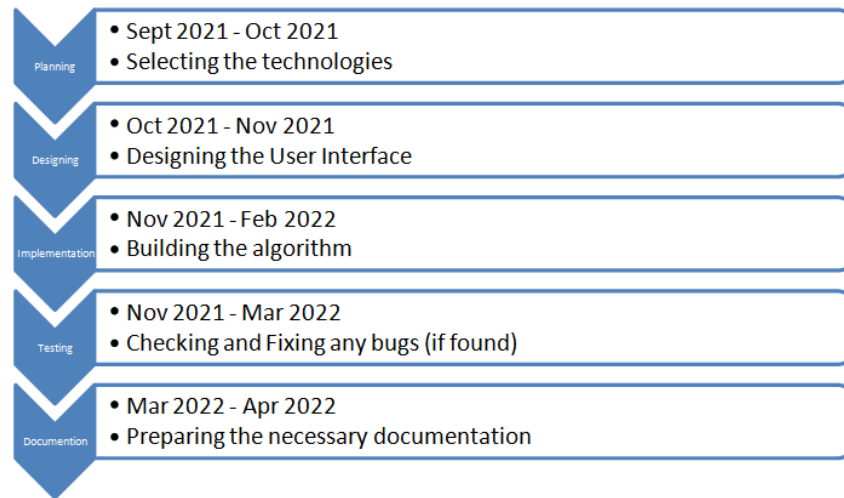 Planning
• Sept 2021 - Oct 2021
• Selecting the technologies
Designing
• Oct 2021 - Nov 2021
• Designing the User Interface
Implementation
• Nov 2021 - Feb 2022
• Building the algorithm
Testing
• Nov 2021 - Mar 2022
• Checking and Fixing any bugs (if found)
Documention
• Mar 2022 - Apr 2022
• Preparing the necessary documentation